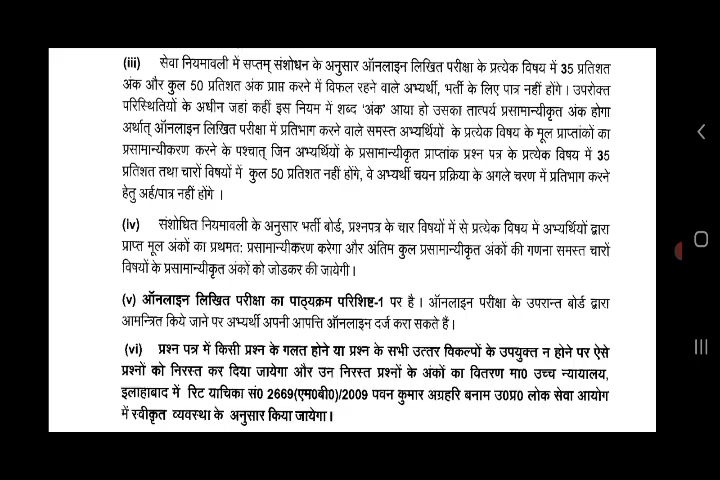 (iii) सेवा नियमावली में सप्तम् संशोधन के अनुसार ऑनलाइन लिखित परीक्षा के प्रत्येक विषय में 35 प्रतिशत
अंक और कुल 50 प्रतिशत अंक प्राप्त करने में विफल रहने वाले अभ्यर्थी, भर्ती के लिए पात्र नहीं होंगे । उपरोक्त
परिस्थितियों के अधीन जहां कहीं इस नियम में शब्द 'अंक' आया हो उसका तात्पर्य प्रसामान्यीकृत अंक होगा
अर्थात् ऑनलाइन लिखित परीक्षा में प्रतिभाग करने वाले समस्त अभ्यर्थियों के प्रत्येक विषय के मूल प्राप्तांकों का
प्रसामान्यीकरण करने के पश्चात् जिन अभ्यर्थियों के प्रसामान्यीकृत प्राप्तांक प्रश्न पत्र के प्रत्येक विषय में 35
प्रतिशत तथा चारों विषयों में कुल 50 प्रतिशत नहीं होंगे, वे अभ्यर्थी चयन प्रक्रिया के अगले चरण में प्रतिभाग करने
हेतु अर्ह/पात्र नहीं होंगे ।
(iv) संशोधित नियमावली के अनुसार भर्ती बोर्ड, प्रश्नपत्र के चार विषयों में से प्रत्येक विषय में अभ्यर्थियों द्वारा
प्राप्त मूल अंकों का प्रथमत: प्रसामान्यीकरण करेगा और अंतिम कुल प्रसामान्यीकृत अंकों की गणना समस्त चारों
विषयों के प्रसामान्यीकृत अंकों को जोडकर की जायेगी ।
(v) ऑनलाइन लिखित परीक्षा का पाठ्यक्रम परिशिष्ट-1 पर है । ऑनलाइन परीक्षा के उपरान्त बोर्ड द्वारा
आमन्त्रित किये जाने पर अभ्यर्थी अपनी आपत्ति ऑनलाइन दर्ज करा सकते हैं ।
(vi) प्रश्न पत्र में किसी प्रश्न के गलत होने या प्रश्न के सभी उत्तर विकल्पों के उपयुक्त न होने पर ऐसे
प्रश्नों को निरस्त कर दिया जायेगा और उन निरस्त प्रश्नों के अंकों का वितरण मा0 उच्च न्यायालय,
इलाहाबाद में रिट याचिका सं0 2669(एम0बी0)/2009 पवन कुमार अग्रहरि बनाम उ0प्र0 लोक सेवा आयोग
में स्वीकृत व्यवस्था के अनुसार किया जायेगा ।